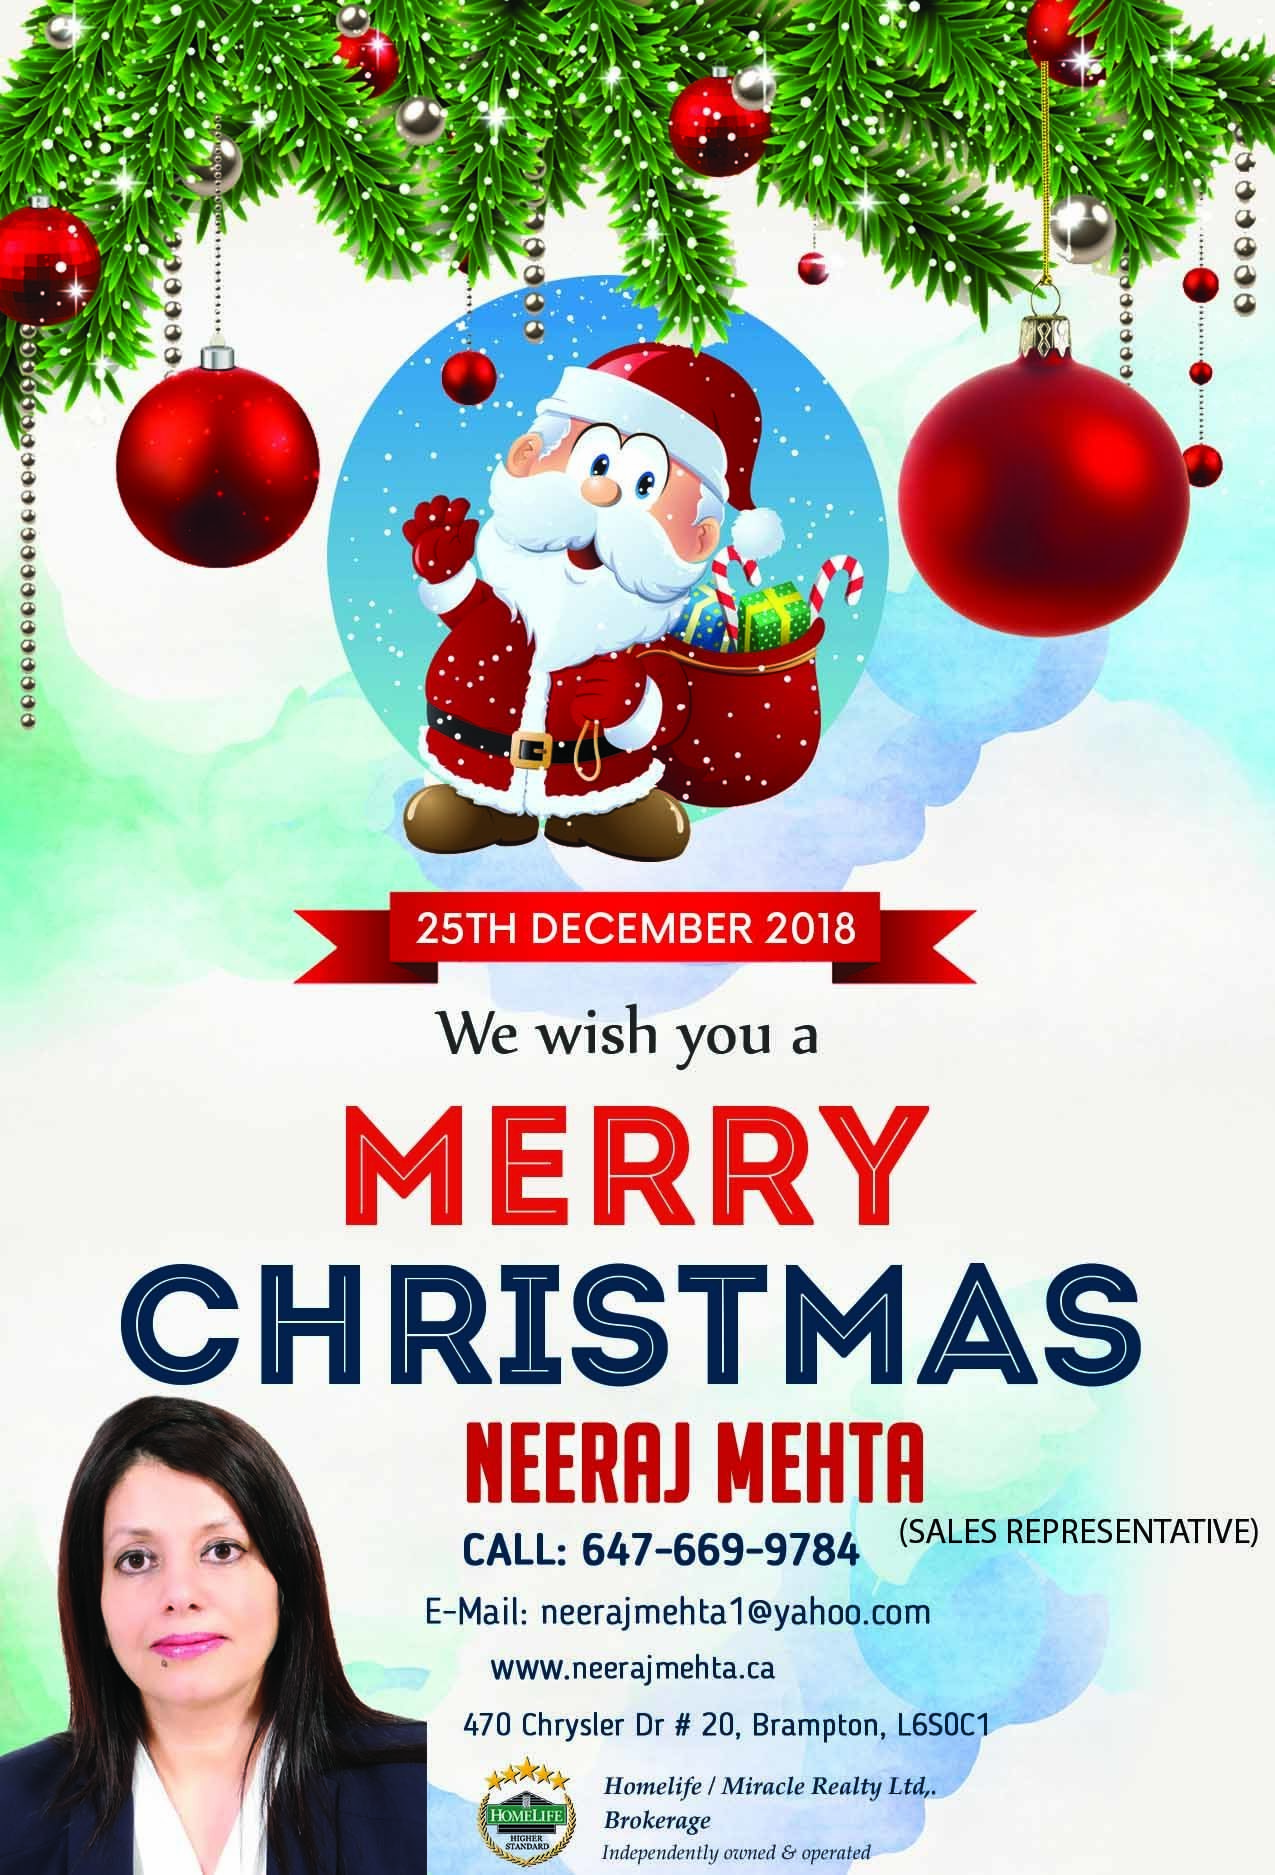 25TH DECEMBER 2018
We wish you a
MERRY
CHRISTMAS
NEERAJ MEHTA
(SALES REPRESENTATIVE)
CALL: 647-669-9784
E-Mail: neerajmehta1@yahoo.com
www.neerajmehta.ca
470 Chrysler Dr # 20, Brampton, L6S0C1
HOMELIFE
HIGHER
STANDARD
Homelife / Miracle Realty Ltd,.
Brokerage
Independently owned & operated